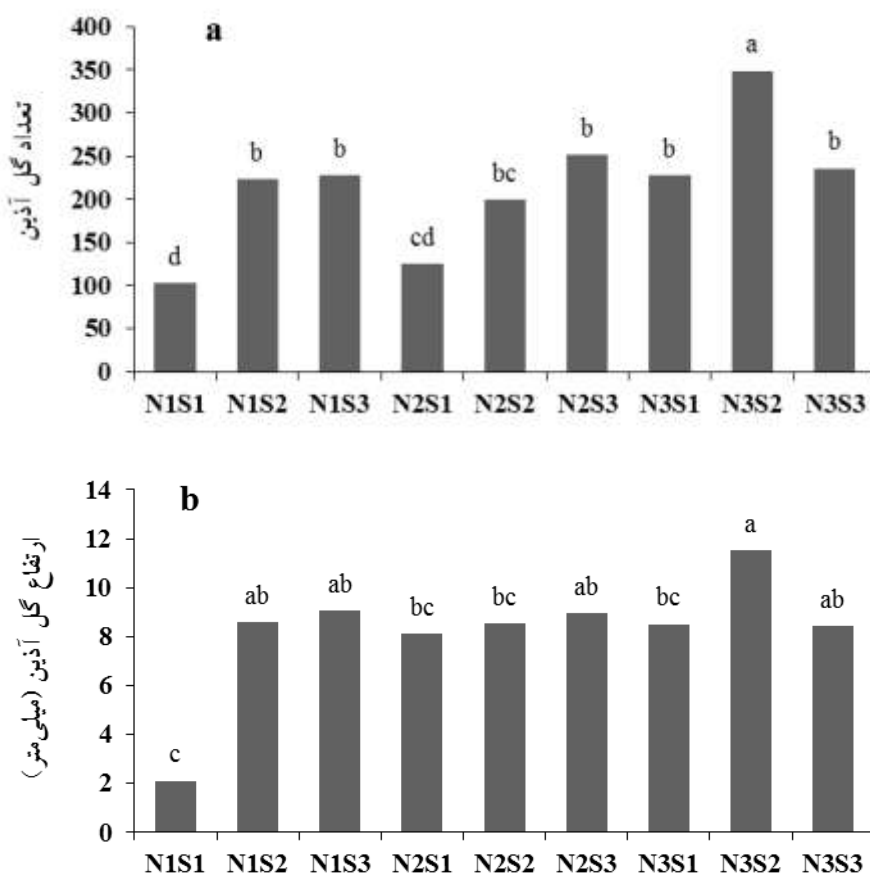 a
تعداد گل آذین
400
350
300
250
200
150
100
50
0
d
b
b
cd
bc
b
b
a
b
N1S1 N1S2 N1S3 N2S1 N2S2 N2S3 N3S1 N3S2 N3S3
b
ارتفاع گل آذین (میلی‌متر)
14
12
10
8
6
4
2
0
c
ab
ab
bc
bc
ab
bc
a
ab
N1S1 N1S2 N1S3 N2S1 N2S2 N2S3 N3S1 N3S2 N3S3